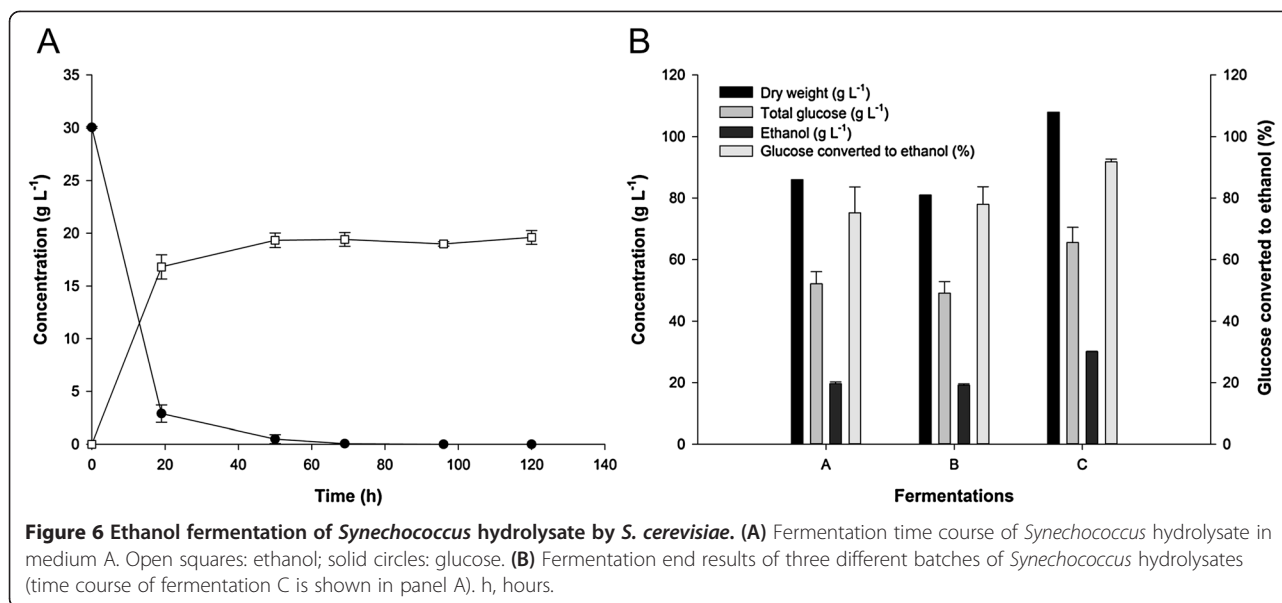 A
B
35
30
25
20
15
10
5
0
Concentration (g L⁻¹)
0 20 40 60 80 100 120 140
Time (h)
120
100
80
60
40
20
0
Concentration (g L⁻¹)
Dry weight (g L⁻¹)
Total glucose (g L⁻¹)
Ethanol (g L⁻¹)
Glucose converted to ethanol (%)
A B C
Fermentations
120
100
80
60
40
20
0
Glucose converted to ethanol (%)
Figure 6 Ethanol fermentation of Synechococcus hydrolysate by S. cerevisiae. (A) Fermentation time course of Synechococcus hydrolysate in
medium A. Open squares: ethanol; solid circles: glucose. (B) Fermentation end results of three different batches of Synechococcus hydrolysates
(time course of fermentation C is shown in panel A). h, hours.